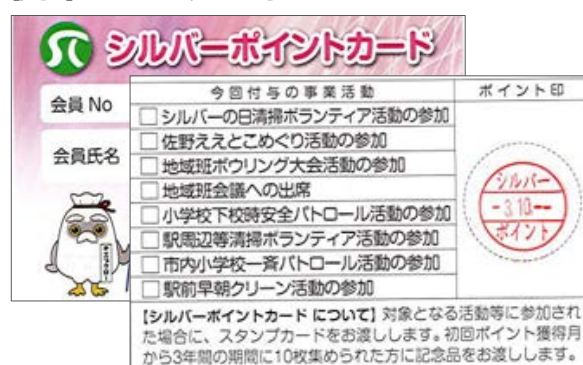 シルバーポイントカード
会員 No
会員氏名
今回付与の事業活動
ポイント印
□ シルバーの日清掃ボランティア活動の参加
□ 佐野ええとこめぐり活動の参加
□ 地域班ボウリング大会活動の参加
□ 地域班会議への出席
□ 小学校下校時安全パトロール活動の参加
□ 駅周辺等清掃ボランティア活動の参加
□ 市内小学校一斉パトロール活動の参加
□ 駅前早朝クリーン活動の参加
シルバー
- 3.10.--
ポイント
【シルバーポイントカード について】対象となる活動等に参加され
た場合に、スタンプカードをお渡しします。初回ポイント獲得月
から3年間の期間に10枚集められた方に記念品をお渡しします。